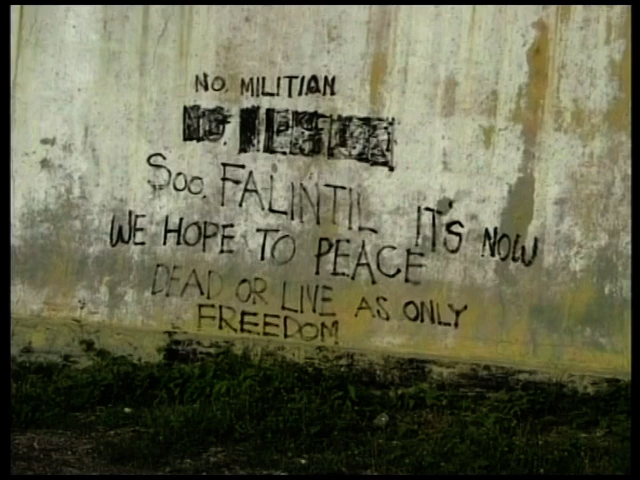 NO. MILITIAN
Soo. FALINTIL IT'S NOW
WE HOPE TO PEACE
DEAD OR LIVE AS ONLY
FREEDOM